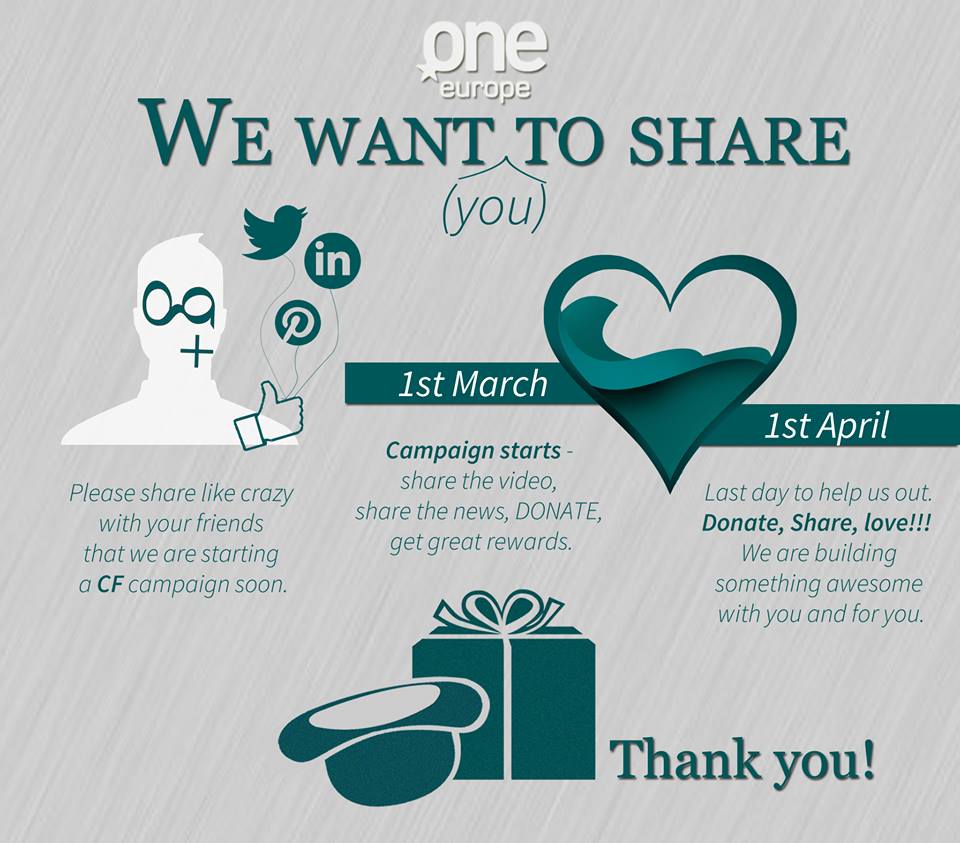 one
europe
WE WANT TO SHARE
(you)
in
1st March
1st April
Please share like crazy
with your friends
that we are starting
a CF campaign soon.
Campaign starts -
share the video,
share the news, DONATE,
get great rewards.
Last day to help us out.
Donate, Share, love!!!
We are building
something awesome
with you and for you.
Thank you!